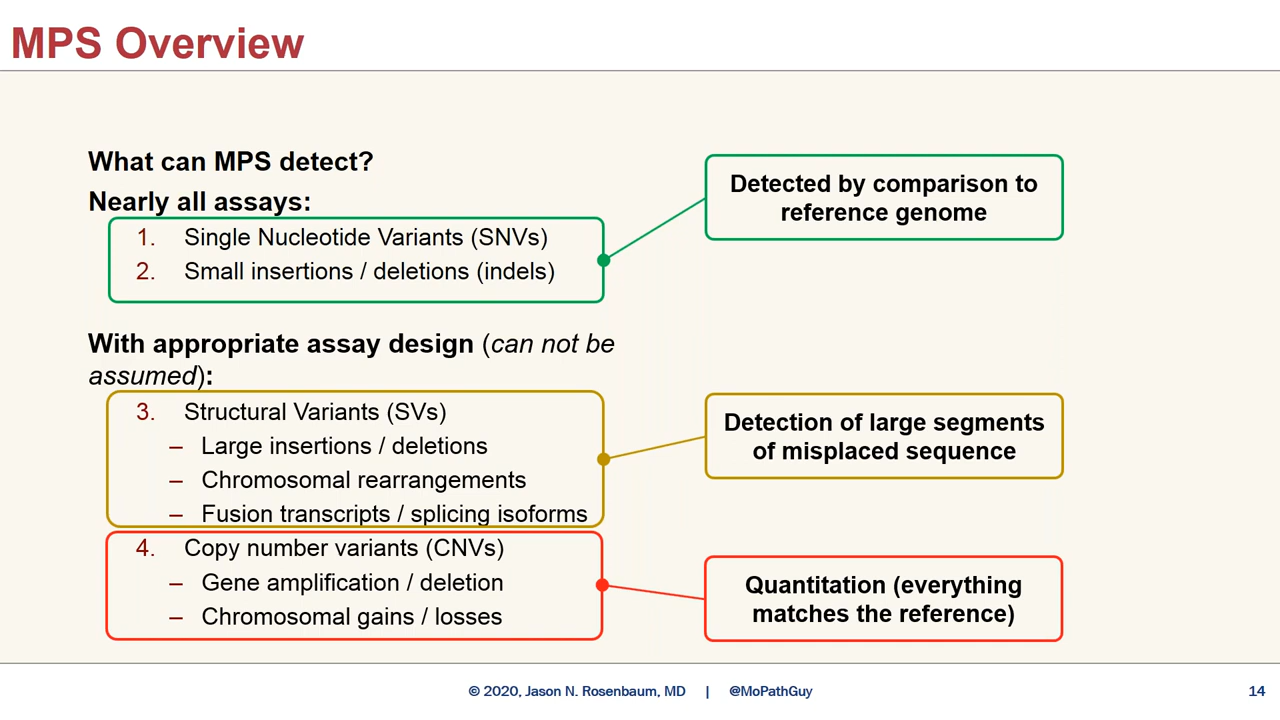 MPS Overview
What can MPS detect?
Nearly all assays:
1. Single Nucleotide Variants (SNVs)
2. Small insertions / deletions (indels)
Detected by comparison to
reference genome
With appropriate assay design (can not be
assumed):
3. Structural Variants (SVs)
– Large insertions / deletions
– Chromosomal rearrangements
– Fusion transcripts / splicing isoforms
Detection of large segments
of misplaced sequence
4. Copy number variants (CNVs)
– Gene amplification / deletion
– Chromosomal gains / losses
Quantitation (everything
matches the reference)
© 2020, Jason N. Rosenbaum, MD | @MoPathGuy
14